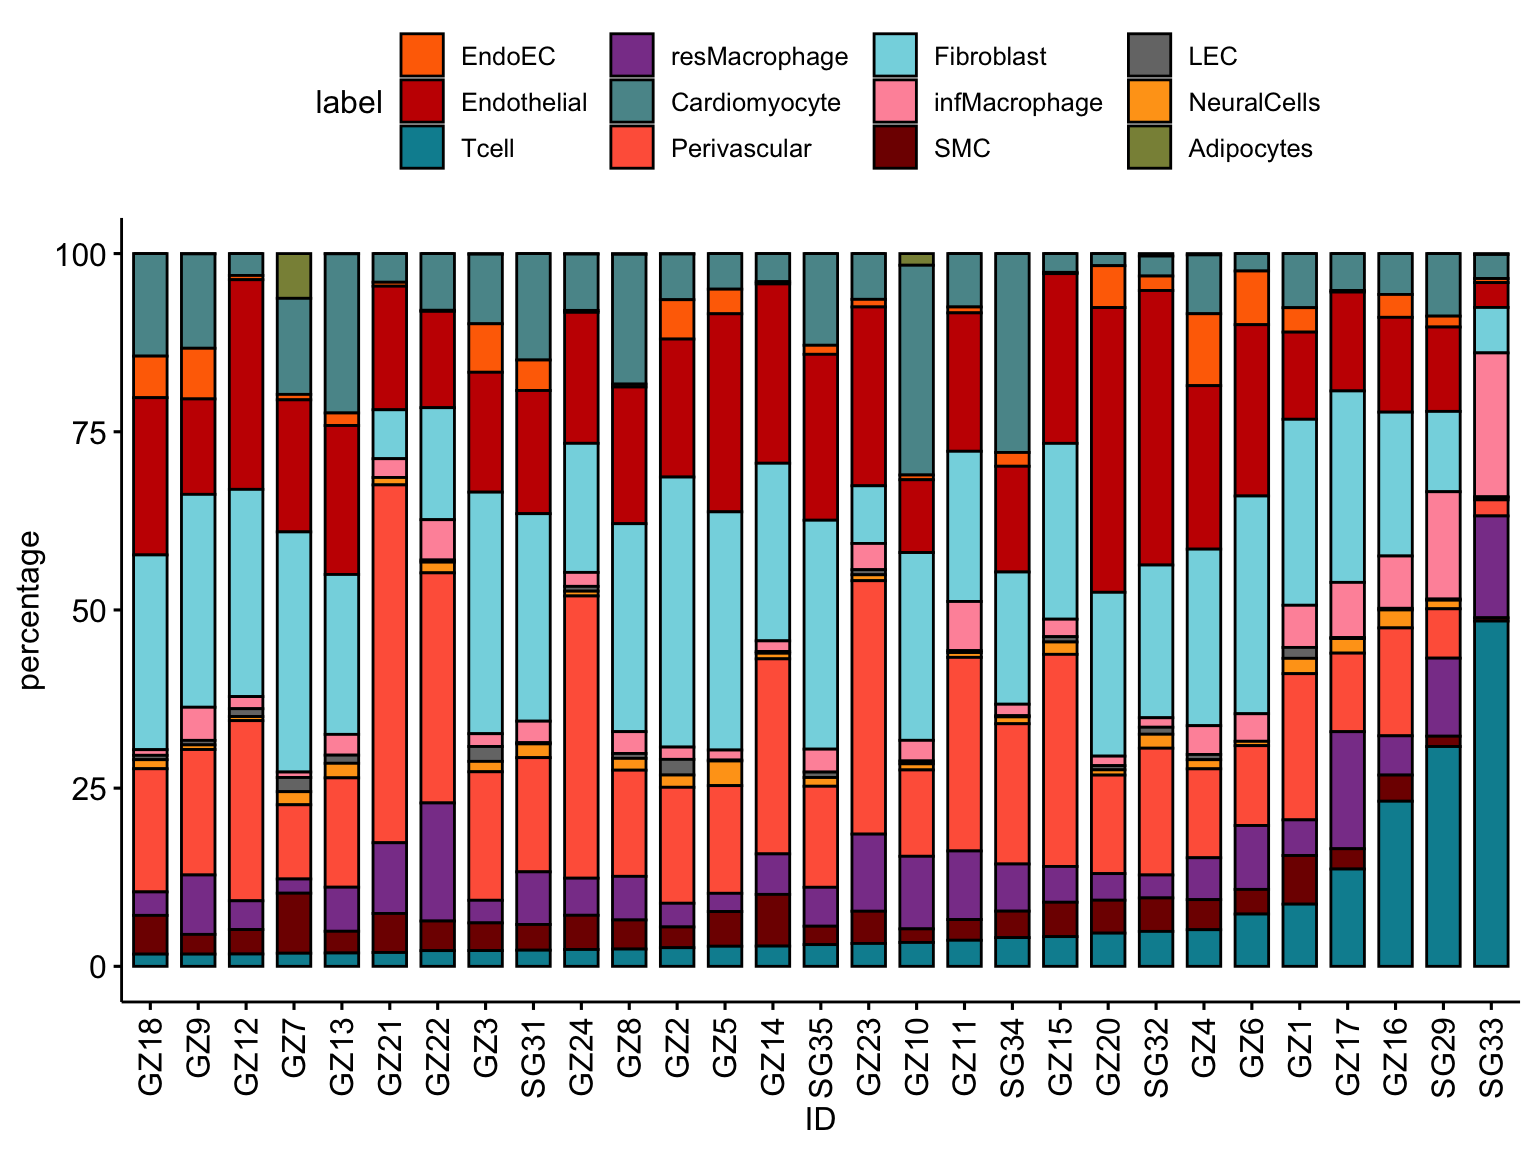 EndoEC resMacrophage Fibroblast LEC
label Endothelial Cardiomyocyte infMacrophage NeuralCells
Tcell Perivascular SMC Adipocytes
100
75
50
25
0
percentage
GZ18 GZ9 GZ12 GZ7 GZ13 GZ21 GZ22 GZ3 SG31 GZ24 GZ8 GZ2 GZ5 GZ14 SG35 GZ23 GZ10 GZ11 SG34 GZ15 GZ20 SG32 GZ4 GZ6 GZ1 GZ17 GZ16 SG29 SG33
ID